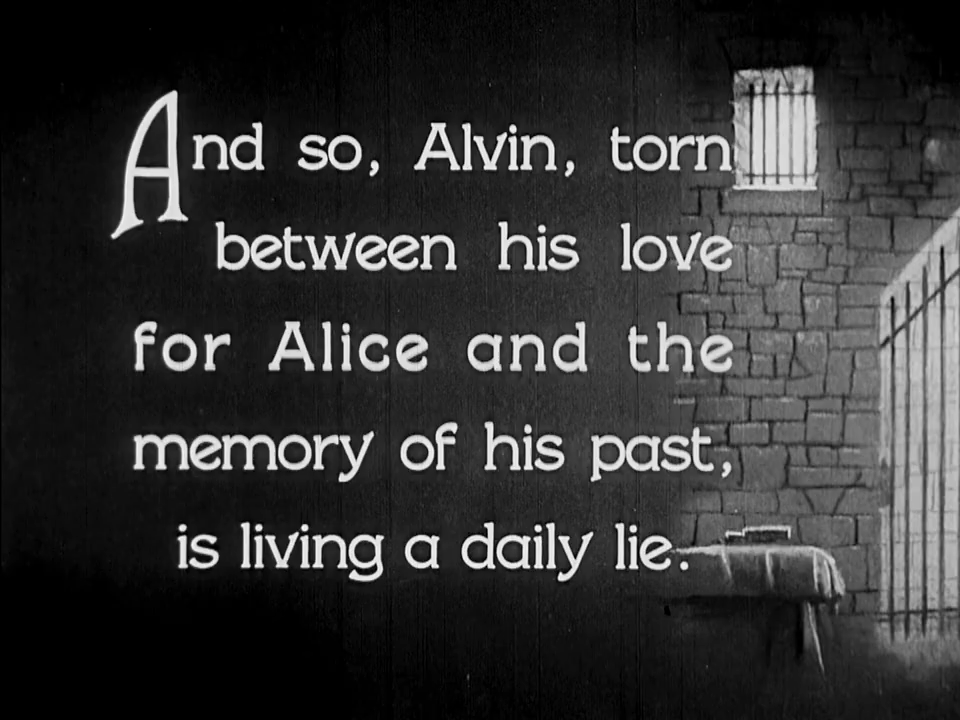 And so, Alvin, torn
between his love
for Alice and the
memory of his past,
is living a daily lie.